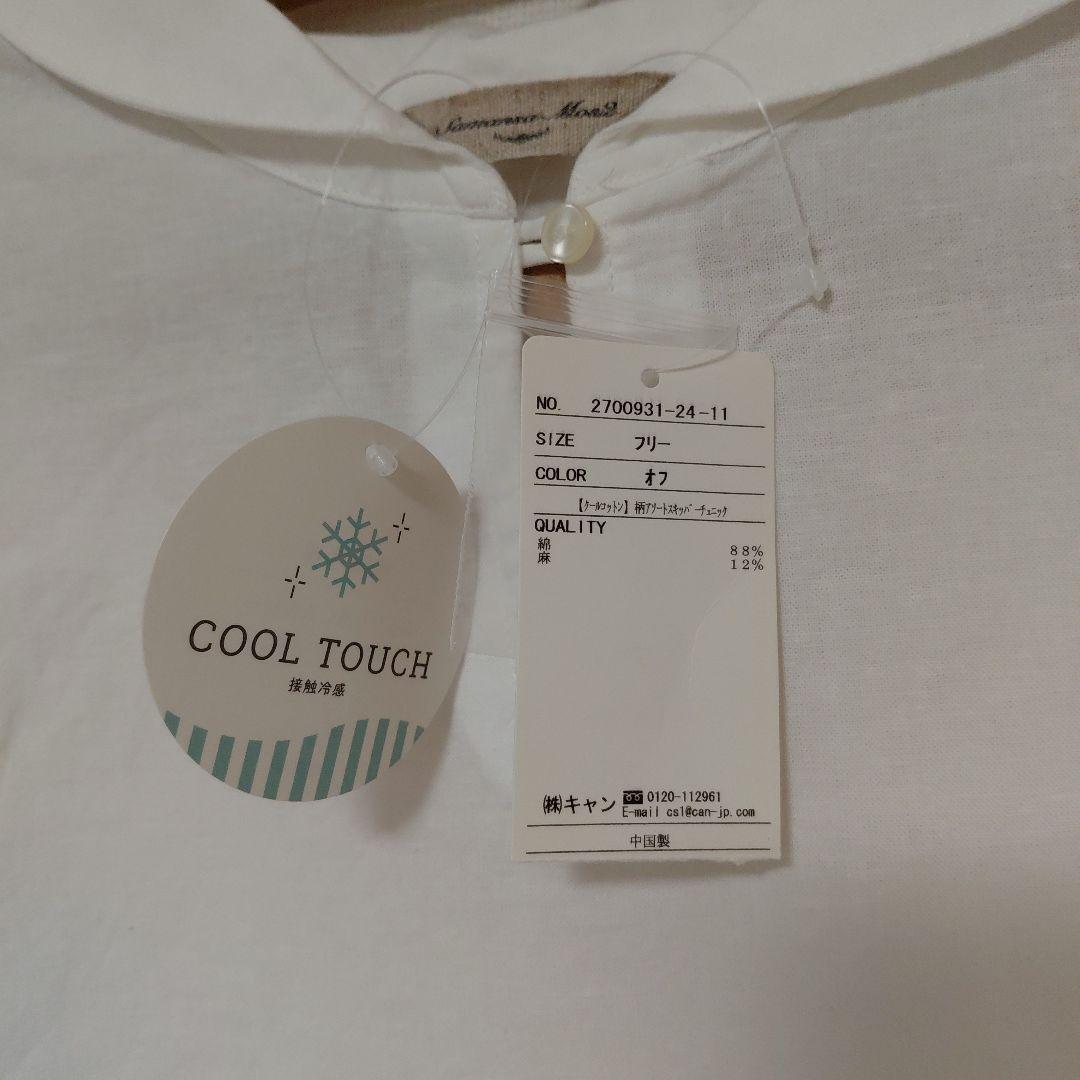 Samansa Mos2
NO. 2700931-24-11
SIZE フリー
COLOR オフ
【クールコットン】柄アソートスキッパーチュニック
QUALITY
綿 88%
麻 12%
㈱キャン 0120-112961
E-mail cs1@can-jp.com
中国製
COOL TOUCH
接触冷感